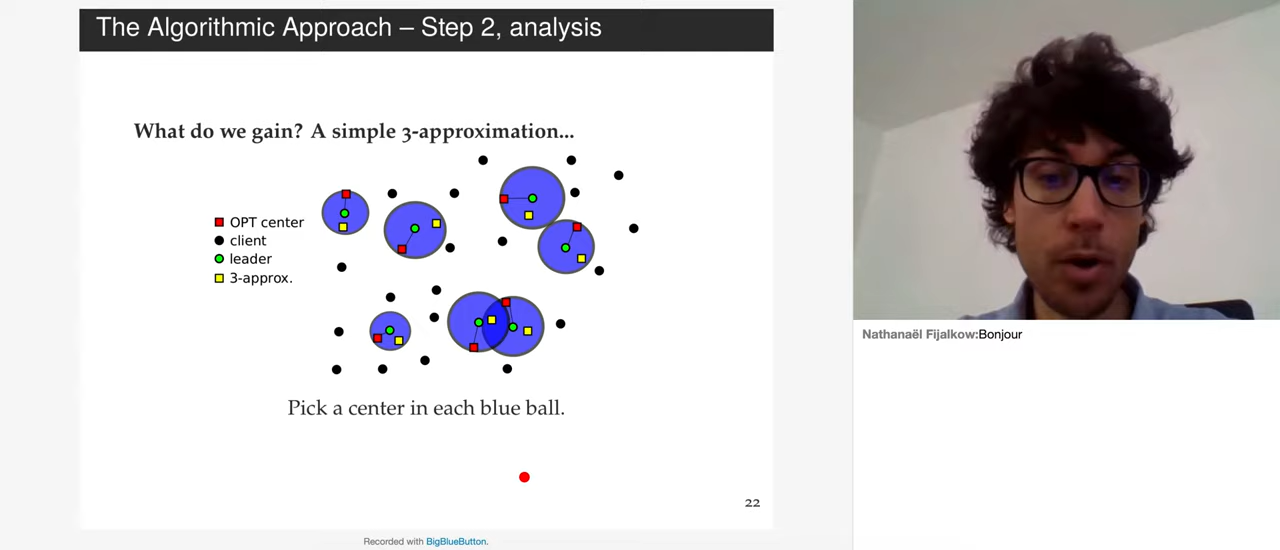 The Algorithmic Approach – Step 2, analysis
What do we gain? A simple 3-approximation...
OPT center
client
leader
3-approx.
Pick a center in each blue ball.
22
Recorded with BigBlueButton.
Nathanaël Fijalkow:Bonjour